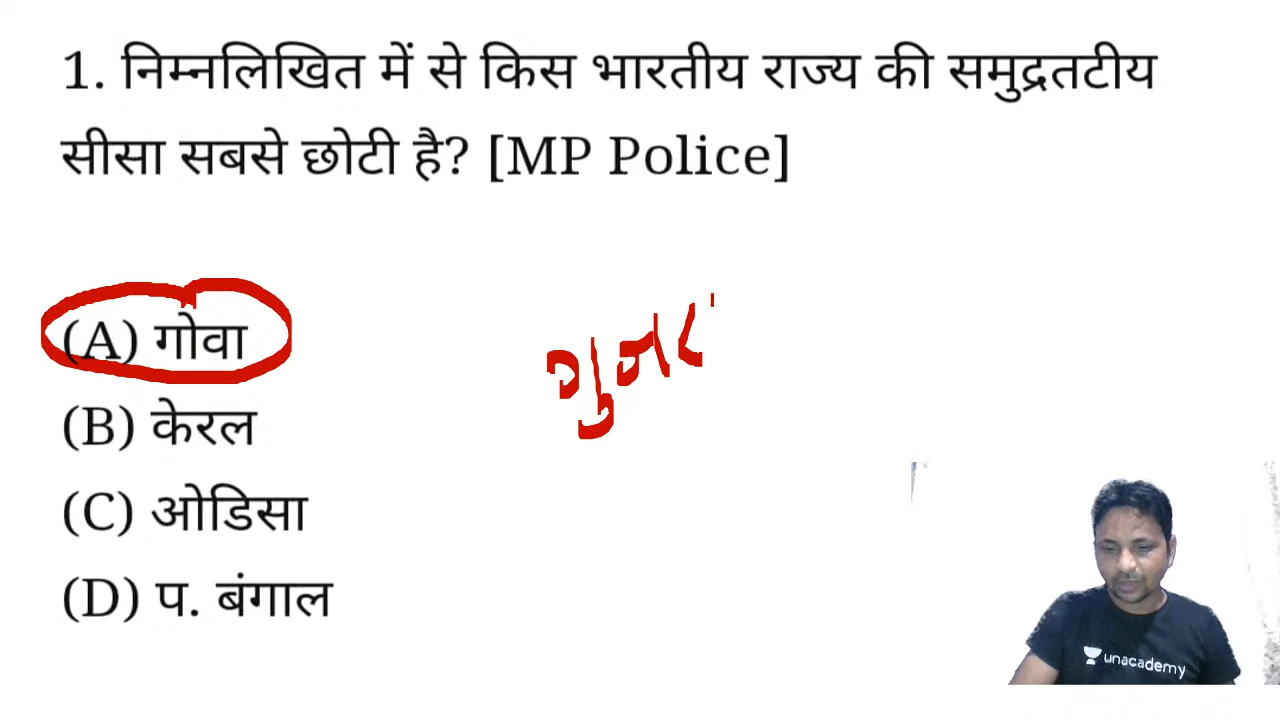 1. निम्नलिखित में से किस भारतीय राज्य की समुद्रतटीय
सीसा सबसे छोटी है? [MP Police]
(A) गोवा
गुजर
(B) केरल
(C) ओडिसा
(D) प. बंगाल
unacademy